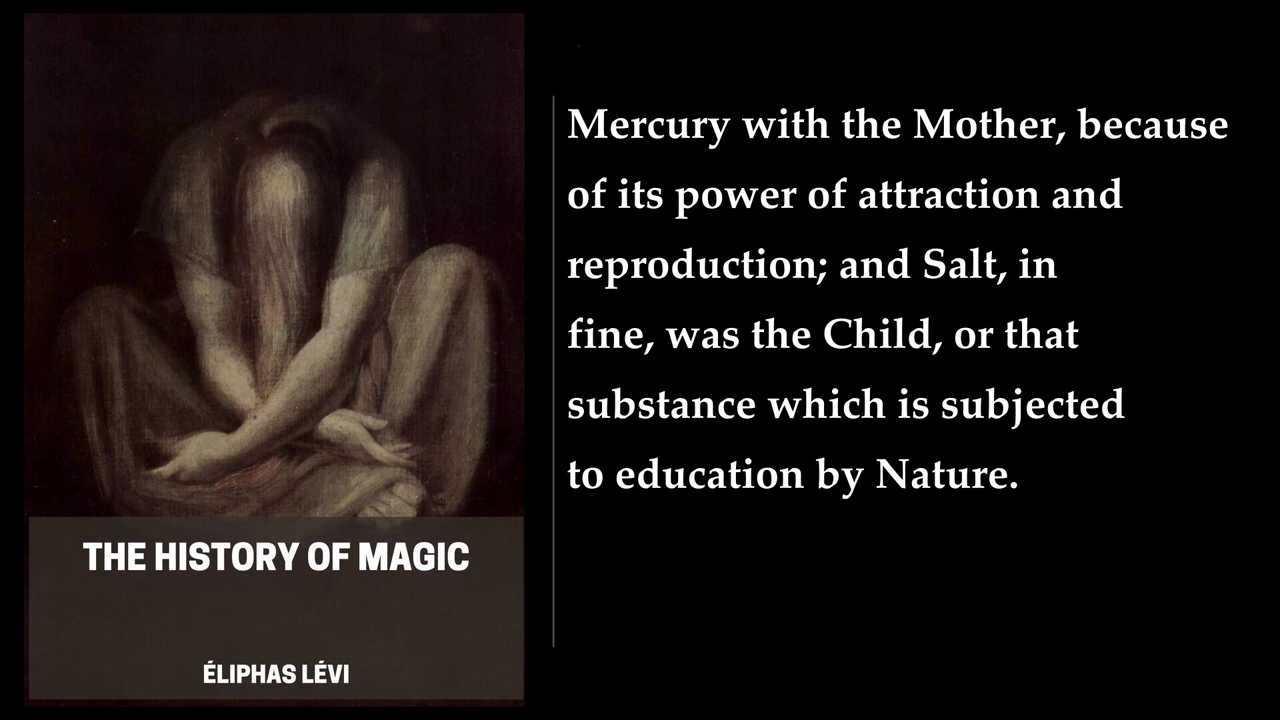 Mercury with the Mother, because
of its power of attraction and
reproduction; and Salt, in
fine, was the Child, or that
substance which is subjected
to education by Nature.
THE HISTORY OF MAGIC
ÉLIPHAS LÉVI